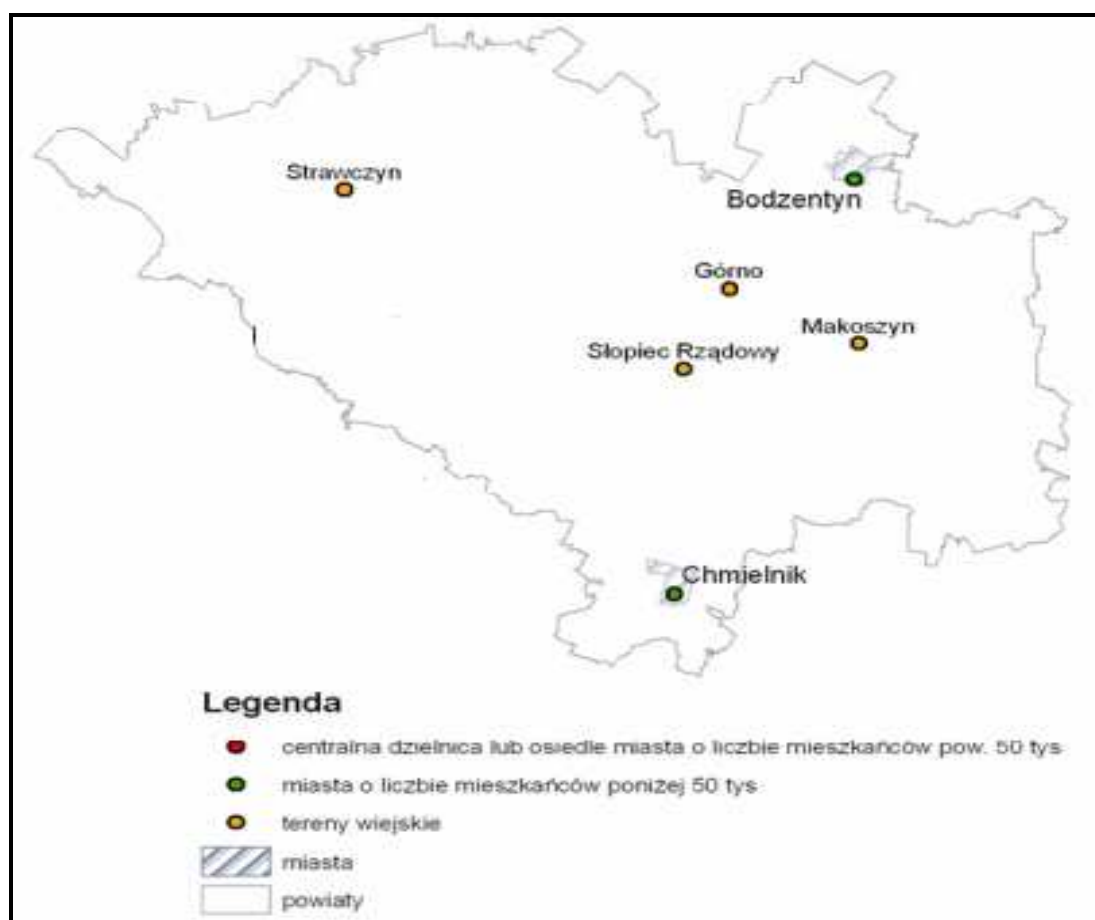 Strawczyn
Bodzentyn
Górno
Makoszyn
Słopiec Rządowy
Chmielnik
Legenda
centralna dzielnica lub osiedle miasta o liczbie mieszkańców pow. 50 tys
miasta o liczbie mieszkańców poniżej 50 tys
tereny wiejskie
miasta
powiaty